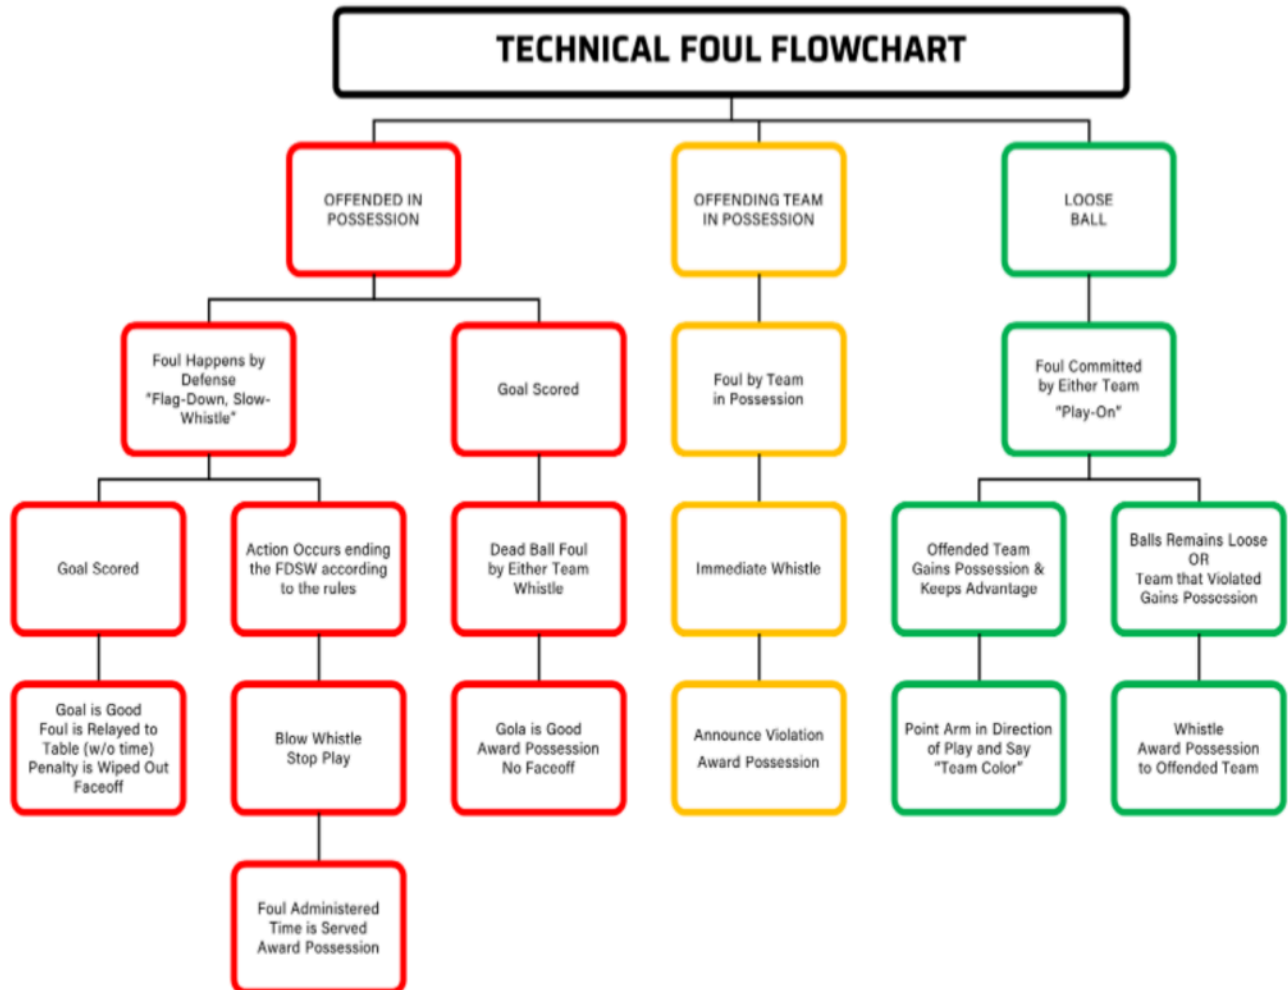 TECHNICAL FOUL FLOWCHART
OFFENDED IN
POSSESSION
OFFENDING TEAM
IN POSSESSION
LOOSE
BALL
Foul Happens by
Defense
"Flag-Down, Slow-
Whistle"
Goal Scored
Foul by Team
in Possession
Foul Committed
by Either Team
"Play-On"
Goal Scored
Action Occurs ending
the FDSW according
to the rules
Dead Ball Foul
by Either Team
Whistle
Immediate Whistle
Offended Team
Gains Possession &
Keeps Advantage
Balls Remains Loose
OR
Team that Violated
Gains Possession
Goal is Good
Foul is Relayed to
Table (w/o time)
Penalty is Wiped Out
Faceoff
Blow Whistle
Stop Play
Gola is Good
Award Possession
No Faceoff
Announce Violation
Award Possession
Point Arm in Direction
of Play and Say
"Team Color"
Whistle
Award Possession
to Offended Team
Foul Administered
Time is Served
Award Possession